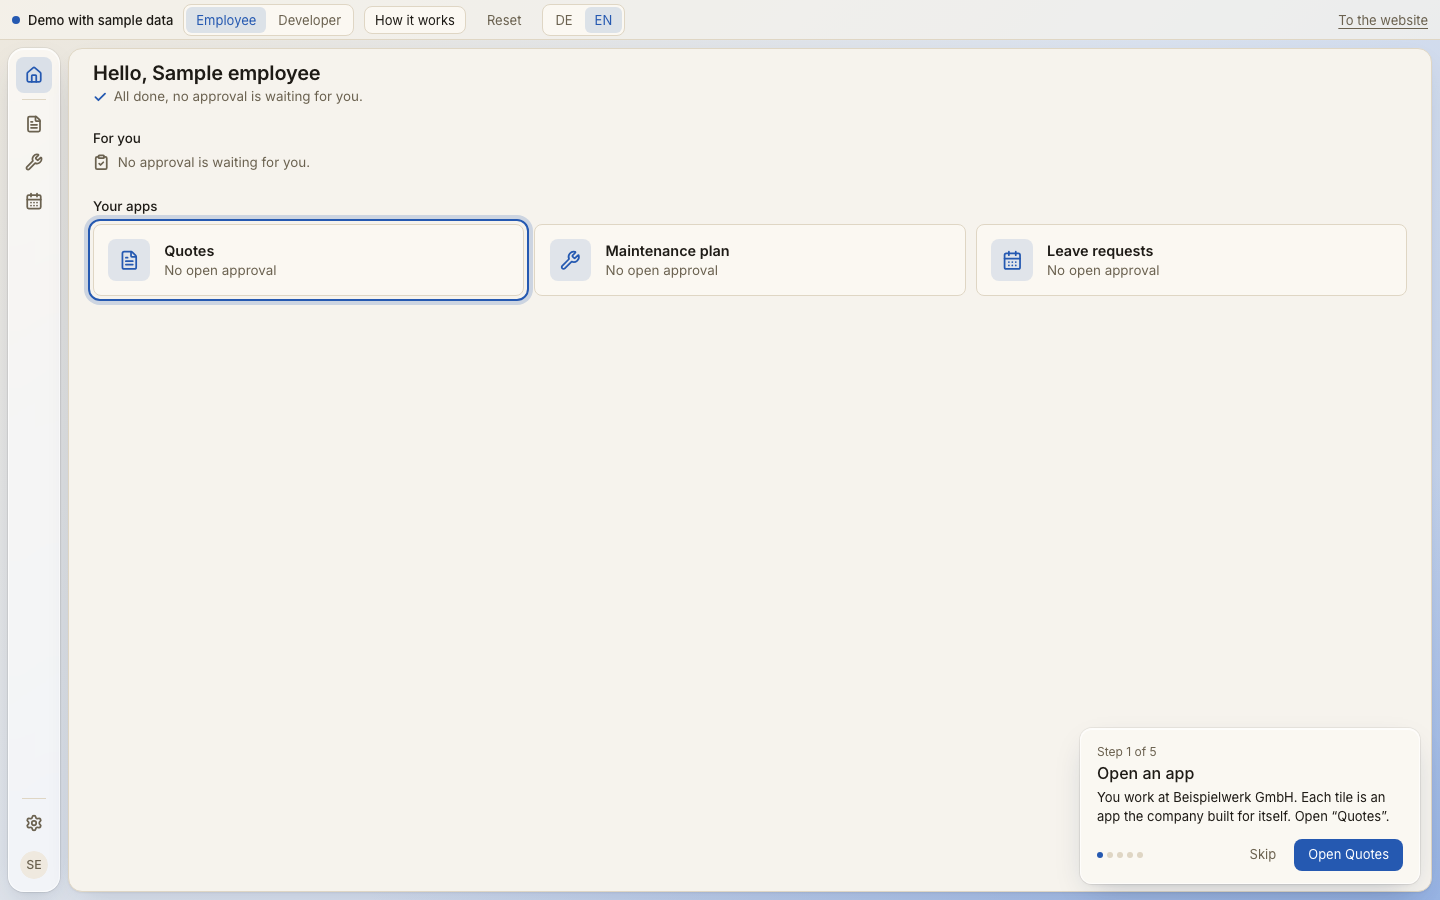 Demo with sample data
Employee
Developer
How it works
Reset
DE
EN
To the website
Hello, Sample employee
All done, no approval is waiting for you.
For you
No approval is waiting for you.
Your apps
Quotes
No open approval
Maintenance plan
No open approval
Leave requests
No open approval
SE
Step 1 of 5
Open an app
You work at Beispielwerk GmbH. Each tile is an
app the company built for itself. Open “Quotes”.
Skip
Open Quotes